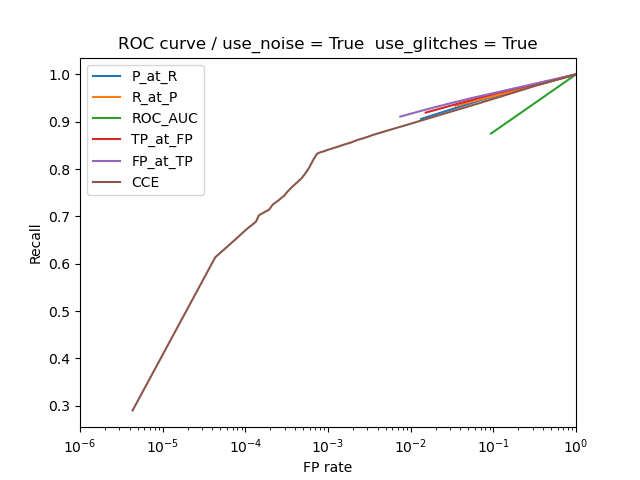 ROC curve / use_noise = True  use_glitches = True
P_at_R
R_at_P
ROC_AUC
TP_at_FP
FP_at_TP
CCE
1.0
0.9
0.8
0.7
0.6
0.5
0.4
0.3
Recall
10⁻⁶ 10⁻⁵ 10⁻⁴ 10⁻³ 10⁻² 10⁻¹ 10⁰
FP rate